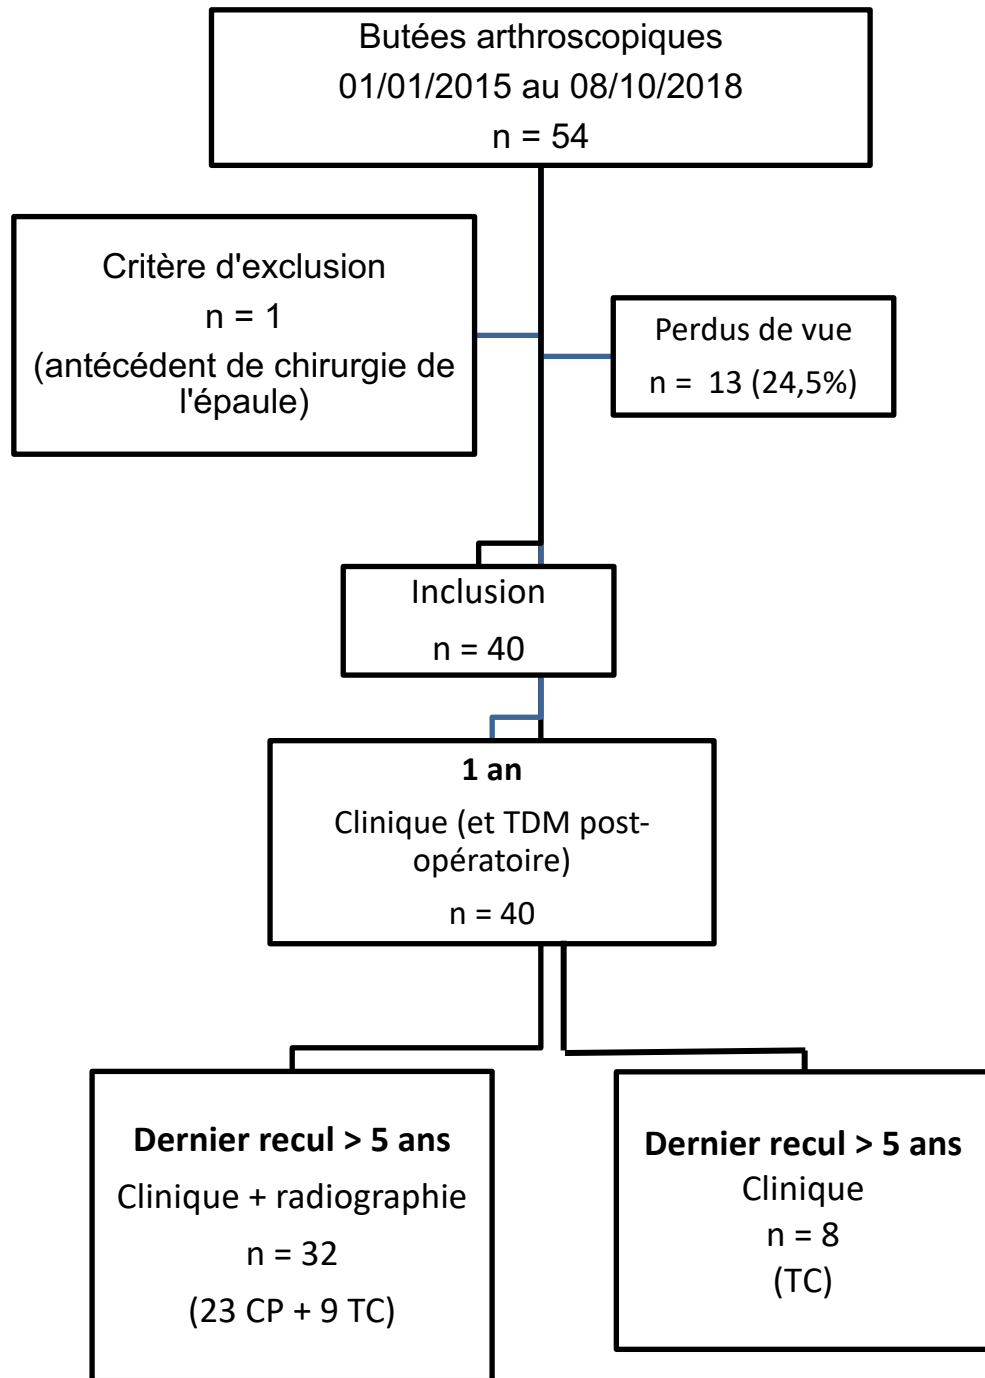 Butées arthroscopiques
01/01/2015 au 08/10/2018
n = 54
Critère d'exclusion
n = 1
(antécédent de chirurgie de
l'épaule)
Perdus de vue
n = 13 (24,5%)
Inclusion
n = 40
1 an
Clinique (et TDM post-
opératoire)
n = 40
Dernier recul > 5 ans
Clinique + radiographie
n = 32
(23 CP + 9 TC)
Dernier recul > 5 ans
Clinique
n = 8
(TC)